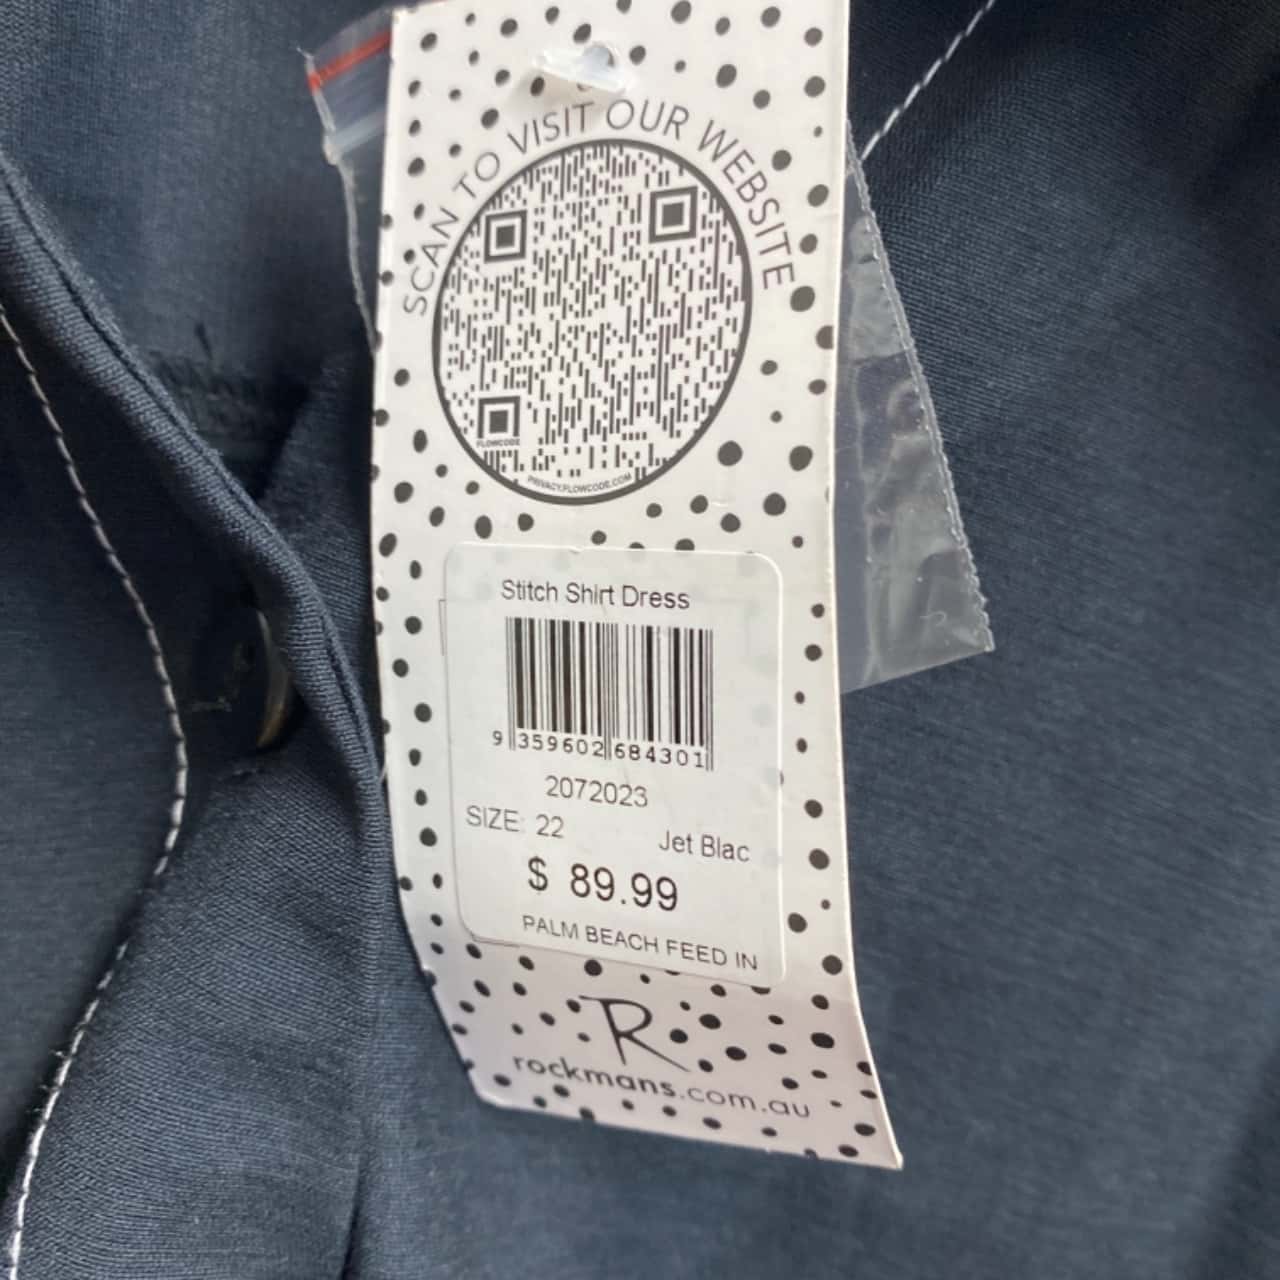 SCAN TO VISIT OUR WEBSITE
FLOWCODE
PRIVACY.FLOWCODE.COM
Stitch Shirt Dress
9 359602 684301
2072023
SIZE: 22 Jet Blac
$ 89.99
PALM BEACH FEED IN
R
rockmans.com.au